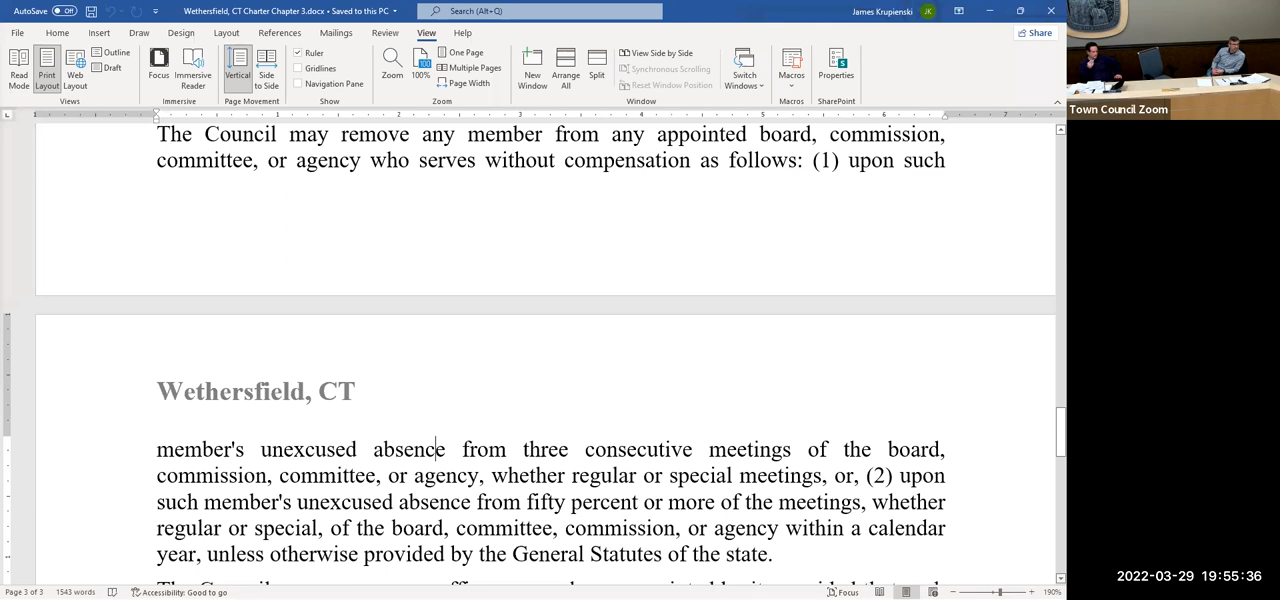 AutoSave Off Wethersfield, CT Charter Chapter 3.docx • Saved to this PC Search (Alt+Q) James Krupienski JK
File Home Insert Draw Design Layout References Mailings Review View Help Share
Read Mode Print Layout Web Layout Outline Draft Focus Immersive Reader Vertical Side to Side Ruler Gridlines Navigation Pane Zoom 100% One Page Multiple Pages Page Width New Window Arrange All Split View Side by Side Synchronous Scrolling Reset Window Position Switch Windows Macros Properties
Views Immersive Page Movement Show Zoom Window Macros SharePoint
Town Council Zoom
1 1 2 3 4 5 6 7
The Council may remove any member from any appointed board, commission,
committee, or agency who serves without compensation as follows: (1) upon such
Wethersfield, CT
member's unexcused absence from three consecutive meetings of the board,
commission, committee, or agency, whether regular or special meetings, or, (2) upon
such member's unexcused absence from fifty percent or more of the meetings, whether
regular or special, of the board, committee, commission, or agency within a calendar
year, unless otherwise provided by the General Statutes of the state.
2022-03-29 19:55:36
Page 3 of 3 1543 words Accessibility: Good to go Focus 190%